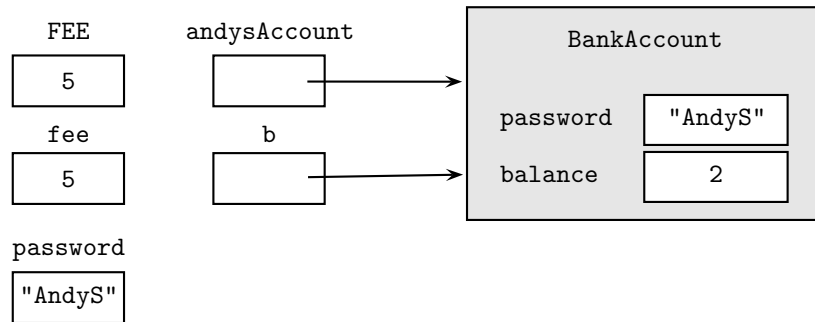 FEE andysAccount
BankAccount
5
password "AndyS"
fee b
5
balance 2
password
"AndyS"